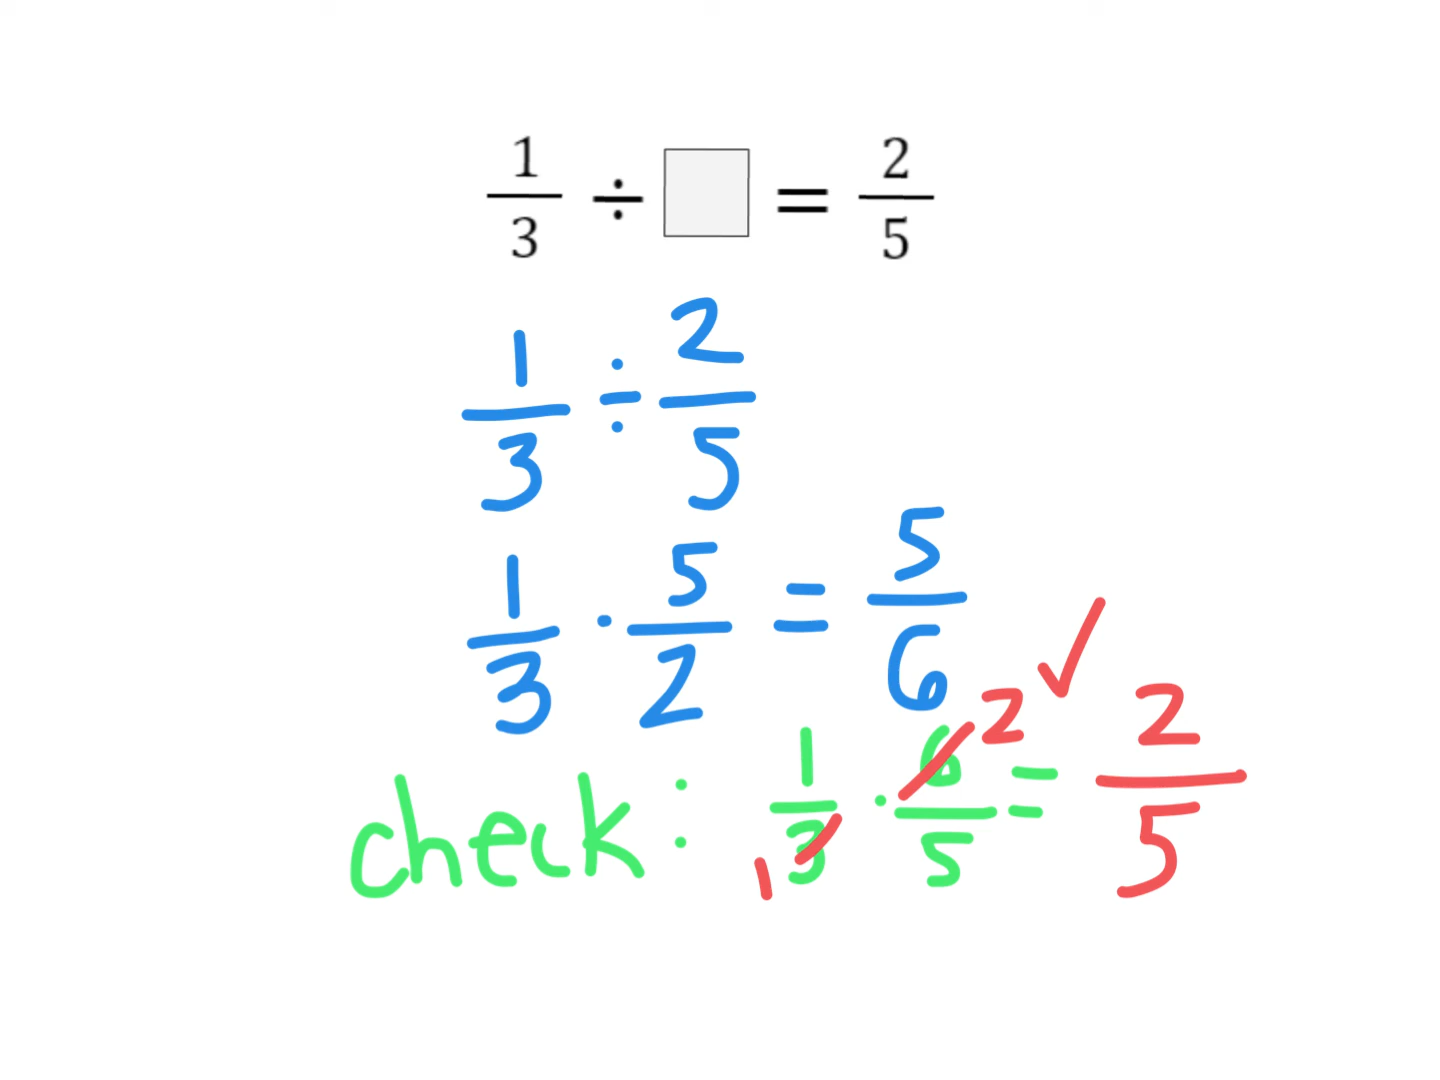 1/3 ÷ □ = 2/5
1/3 ÷ 2/5
1/3 · 5/2 = 5/6
check: 1/3 · 6/5 = 2/5
1 2 ✓